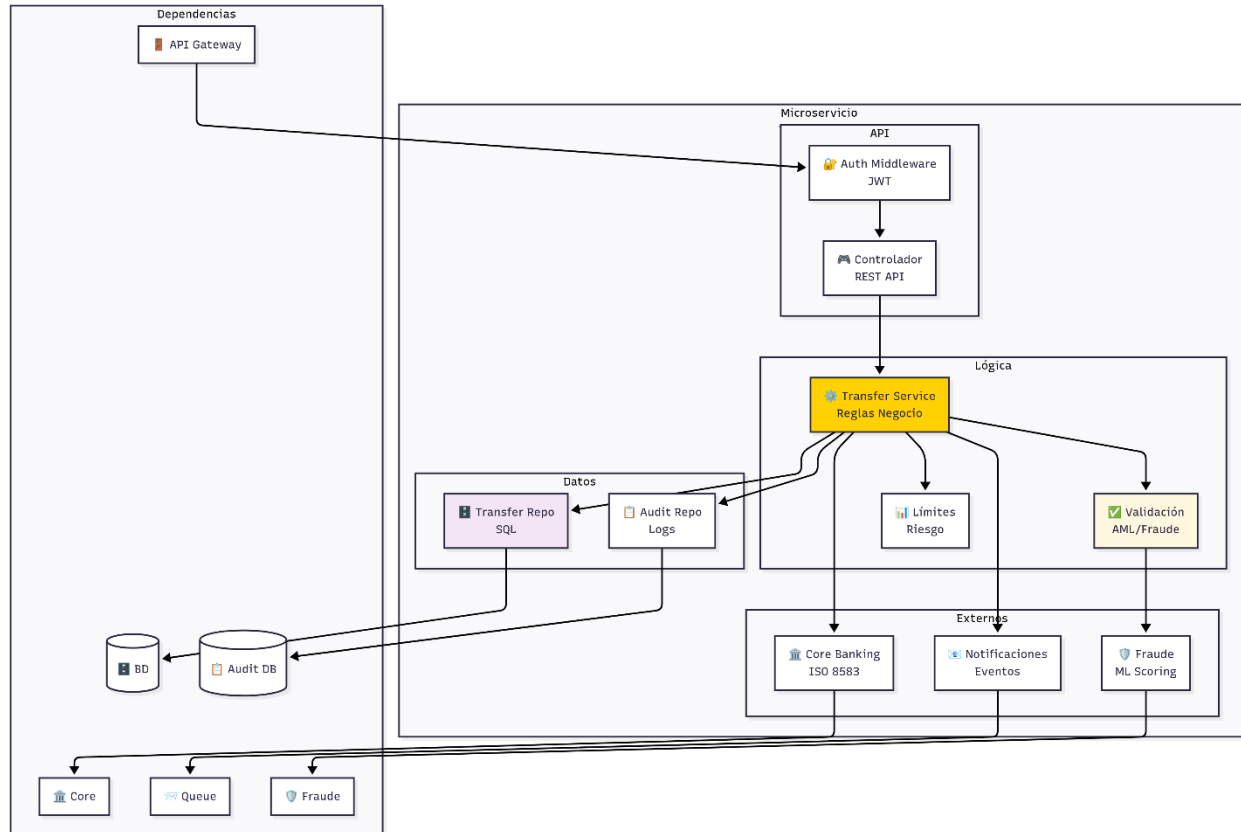 Dependencias
API Gateway
Microservicio
API
Auth Middleware
JWT
Controlador
REST API
Lógica
Transfer Service
Reglas Negocio
Datos
Transfer Repo
SQL
Audit Repo
Logs
Límites
Riesgo
Validación
AML/Fraude
Externos
Core Banking
ISO 8583
Notificaciones
Eventos
Fraude
ML Scoring
BD
Audit DB
Core
Queue
Fraude